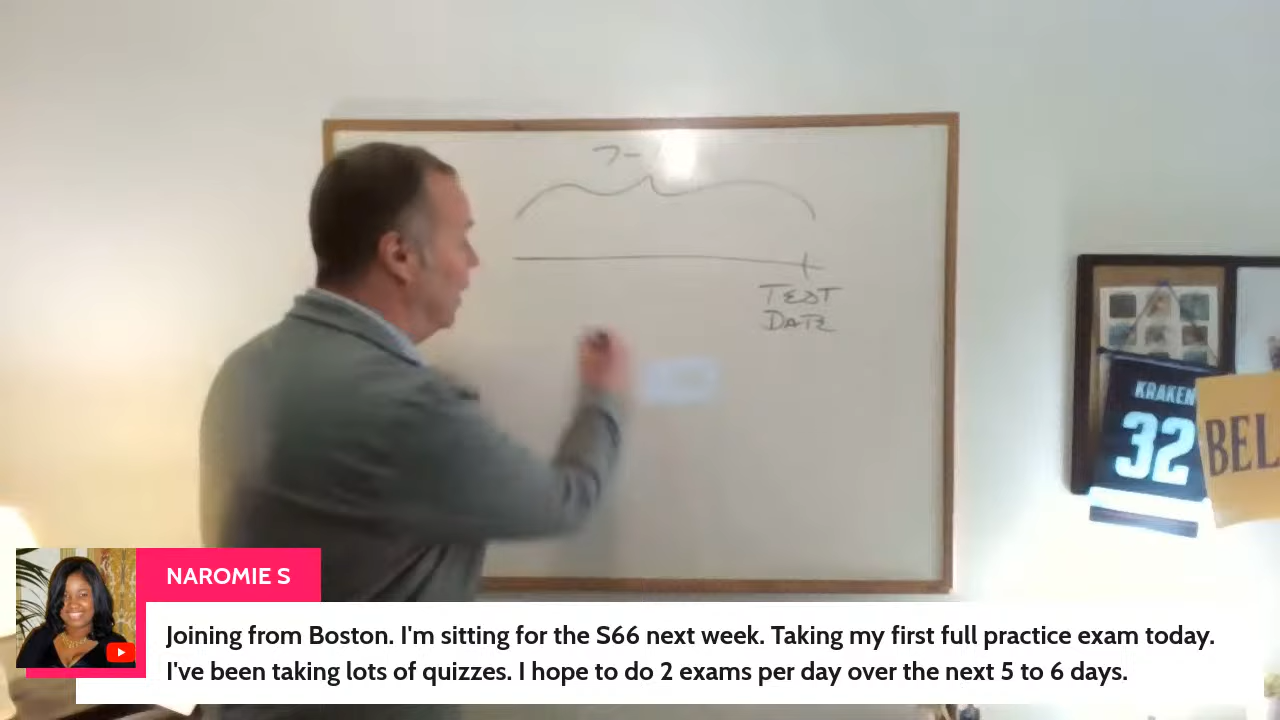 7-
TEST
DATE
KRAKEN
32
BEL
NAROMIE S
Joining from Boston. I'm sitting for the S66 next week. Taking my first full practice exam today.
I've been taking lots of quizzes. I hope to do 2 exams per day over the next 5 to 6 days.